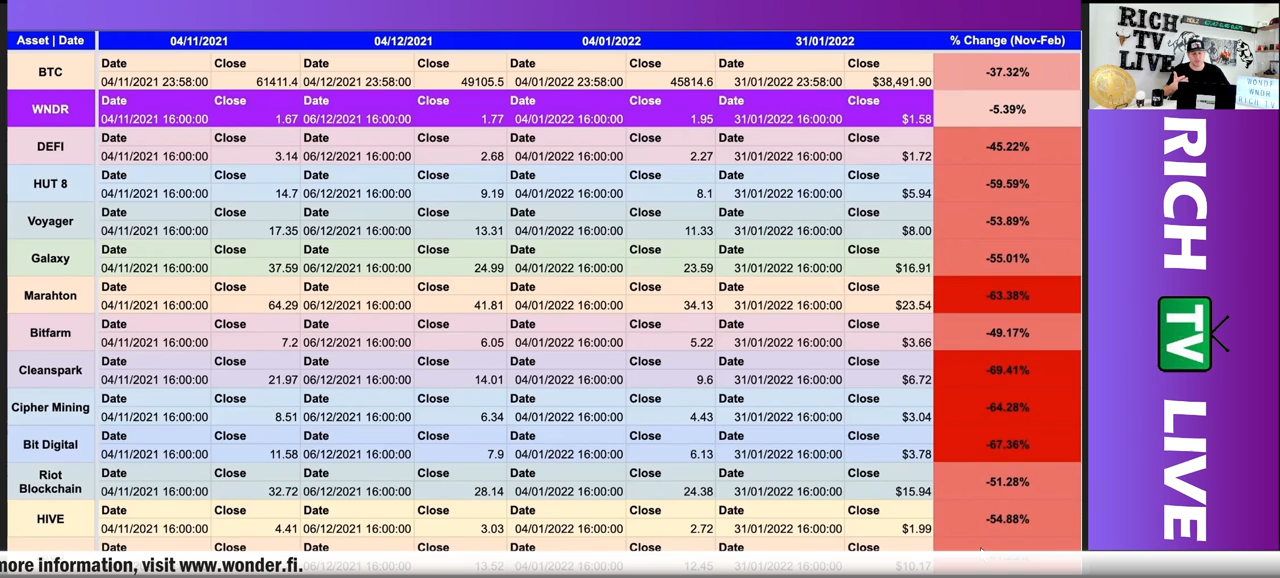 Asset | Date 04/11/2021 04/12/2021 04/01/2022 31/01/2022 % Change (Nov-Feb)
BTC Date Close Date Close Date Close Date Close -37.32%
04/11/2021 23:58:00 61411.4 04/12/2021 23:58:00 49105.5 04/01/2022 23:58:00 45814.6 31/01/2022 23:58:00 $38,491.90
WNDR Date Close Date Close Date Close Date Close -5.39%
04/11/2021 16:00:00 1.67 06/12/2021 16:00:00 1.77 04/01/2022 16:00:00 1.95 31/01/2022 16:00:00 $1.58
DEFI Date Close Date Close Date Close Date Close -45.22%
04/11/2021 16:00:00 3.14 06/12/2021 16:00:00 2.68 04/01/2022 16:00:00 2.27 31/01/2022 16:00:00 $1.72
HUT 8 Date Close Date Close Date Close Date Close -59.59%
04/11/2021 16:00:00 14.7 06/12/2021 16:00:00 9.19 04/01/2022 16:00:00 8.1 31/01/2022 16:00:00 $5.94
Voyager Date Close Date Close Date Close Date Close -53.89%
04/11/2021 16:00:00 17.35 06/12/2021 16:00:00 13.31 04/01/2022 16:00:00 11.33 31/01/2022 16:00:00 $8.00
Galaxy Date Close Date Close Date Close Date Close -55.01%
04/11/2021 16:00:00 37.59 06/12/2021 16:00:00 24.99 04/01/2022 16:00:00 23.59 31/01/2022 16:00:00 $16.91
Marahton Date Close Date Close Date Close Date Close -63.38%
04/11/2021 16:00:00 64.29 06/12/2021 16:00:00 41.81 04/01/2022 16:00:00 34.13 31/01/2022 16:00:00 $23.54
Bitfarm Date Close Date Close Date Close Date Close -49.17%
04/11/2021 16:00:00 7.2 06/12/2021 16:00:00 6.05 04/01/2022 16:00:00 5.22 31/01/2022 16:00:00 $3.66
Cleanspark Date Close Date Close Date Close Date Close -69.41%
04/11/2021 16:00:00 21.97 06/12/2021 16:00:00 14.01 04/01/2022 16:00:00 9.6 31/01/2022 16:00:00 $6.72
Cipher Mining Date Close Date Close Date Close Date Close -64.28%
04/11/2021 16:00:00 8.51 06/12/2021 16:00:00 6.34 04/01/2022 16:00:00 4.43 31/01/2022 16:00:00 $3.04
Bit Digital Date Close Date Close Date Close Date Close -67.36%
04/11/2021 16:00:00 11.58 06/12/2021 16:00:00 7.9 04/01/2022 16:00:00 6.13 31/01/2022 16:00:00 $3.78
Riot Blockchain Date Close Date Close Date Close Date Close -51.28%
04/11/2021 16:00:00 32.72 06/12/2021 16:00:00 28.14 04/01/2022 16:00:00 24.38 31/01/2022 16:00:00 $15.94
HIVE Date Close Date Close Date Close Date Close -54.88%
04/11/2021 16:00:00 4.41 06/12/2021 16:00:00 3.03 04/01/2022 16:00:00 2.72 31/01/2022 16:00:00 $1.99
Date Close Date Close Date Close Date Close
13.52 12.45 $10.17
more information, visit www.wonder.fi.
RICH
TV
LIVE
WNDR
RICH TV
RICH TV LIVE